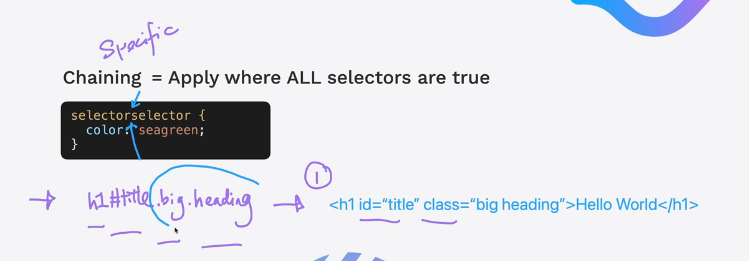 Specific
Chaining = Apply where ALL selectors are true
selectorselector {
color: seagreen;
}
h1#title.big.heading
1
<h1 id=“title” class=“big heading”>Hello World</h1>